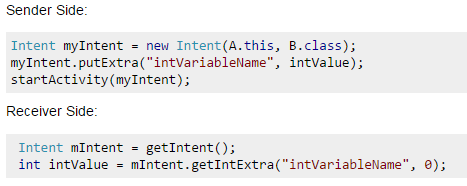 Sender Side:
Intent myIntent = new Intent(A.this, B.class);
myIntent.putExtra("intVariableName", intValue);
startActivity(myIntent);
Receiver Side:
Intent mIntent = getIntent();
int intValue = mIntent.getIntExtra("intVariableName", 0);